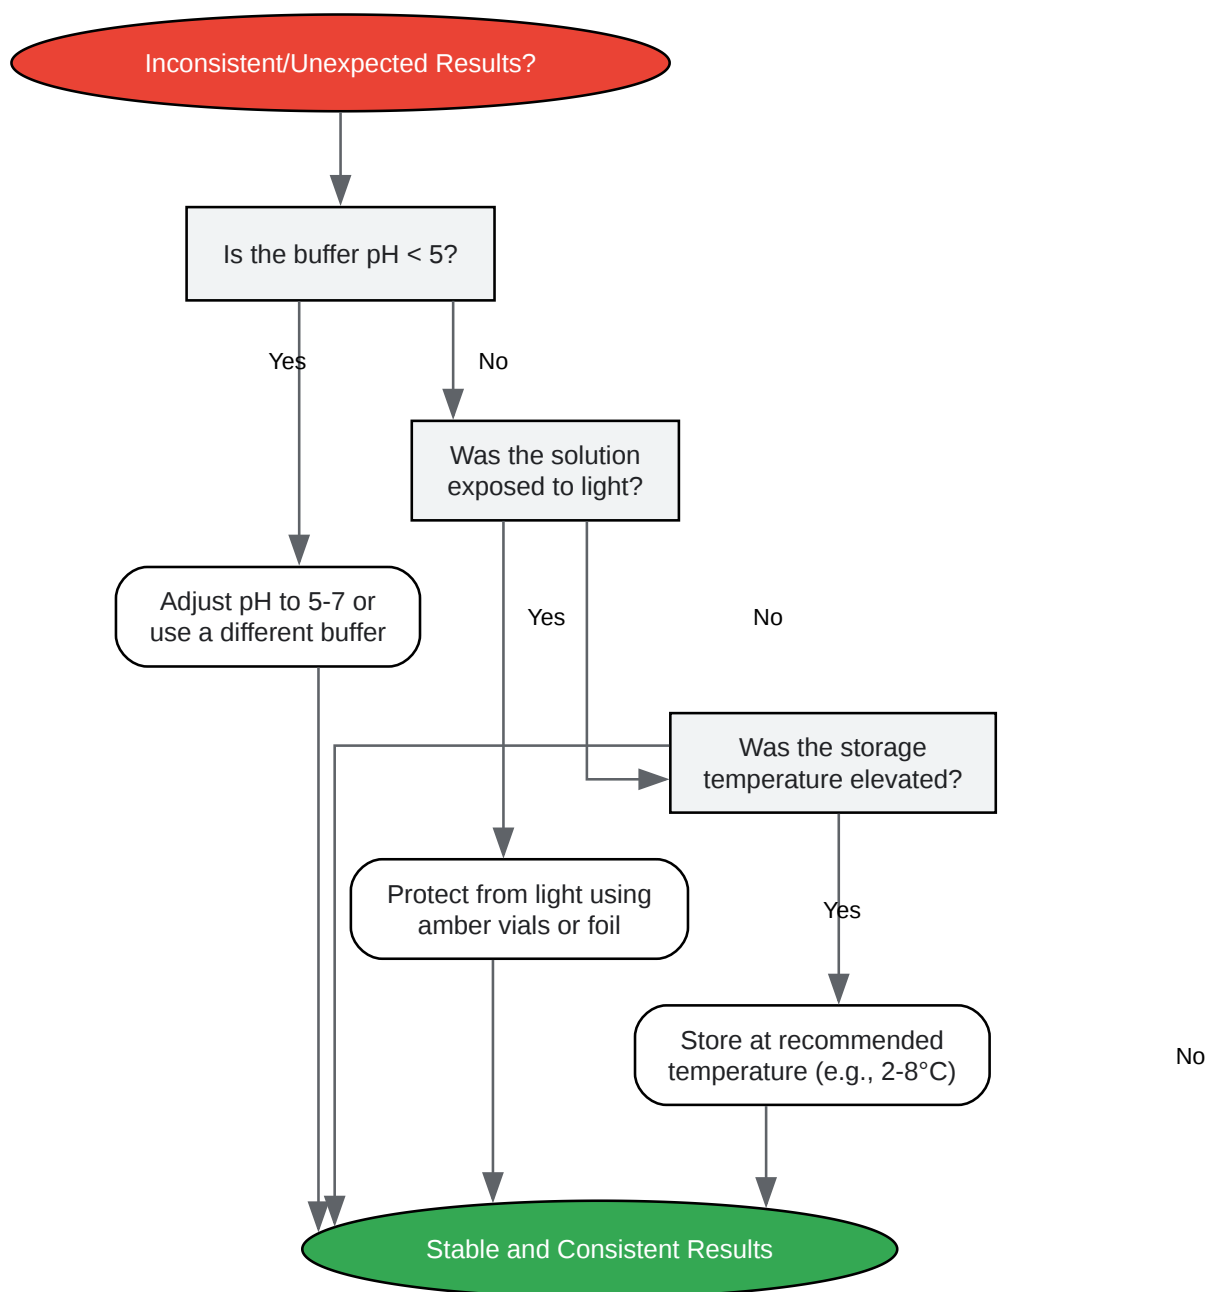 Inconsistent/Unexpected Results?
Is the buffer pH < 5?
Yes
No
Was the solution
exposed to light?
Adjust pH to 5-7 or
use a different buffer
Yes
No
Was the storage
temperature elevated?
Protect from light using
amber vials or foil
Yes
Store at recommended
temperature (e.g., 2-8°C)
No
Stable and Consistent Results